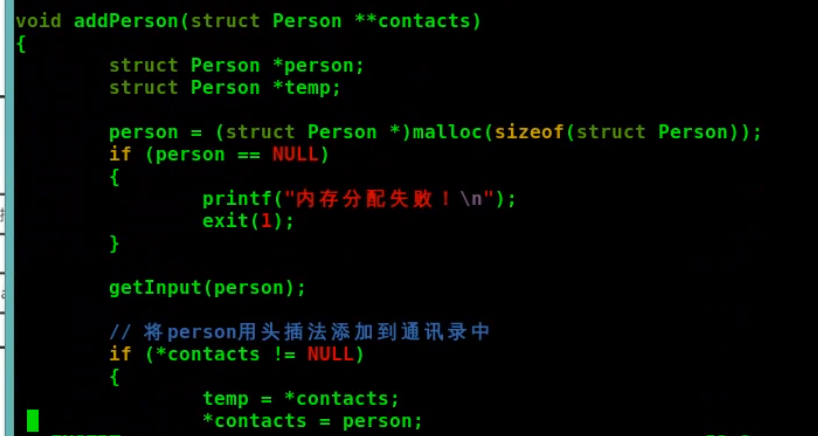 void addPerson(struct Person **contacts)
{
struct Person *person;
struct Person *temp;
person = (struct Person *)malloc(sizeof(struct Person));
if (person == NULL)
{
printf("内存分配失败！\n");
exit(1);
}
getInput(person);
// 将person用头插法添加到通讯录中
if (*contacts != NULL)
{
temp = *contacts;
*contacts = person;